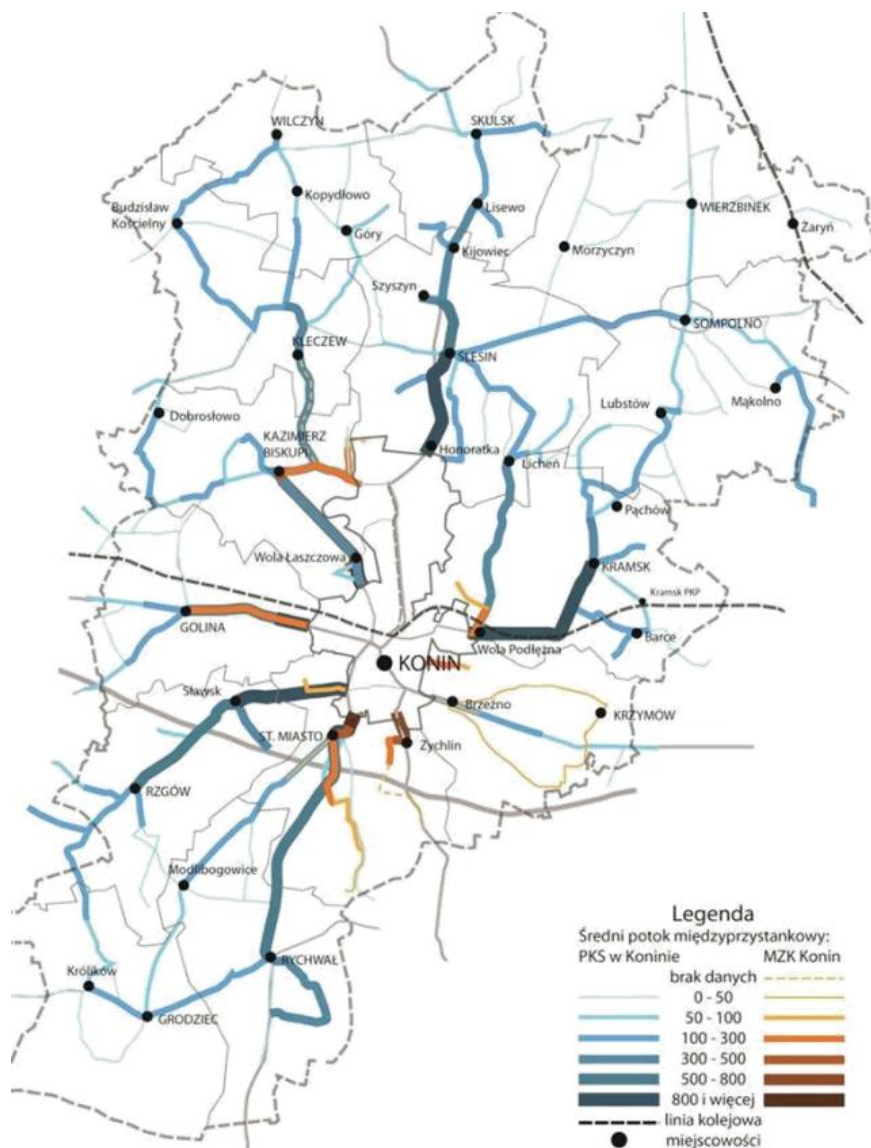 WILCZYN
SKULSK
Kopydłowo
Budzisław
Kościelny
Lisewo
WIERZBINEK
Góry
Żaryń
Kijowiec
Morzyczyn
Szyszyn
SOMPOLNO
KLECZEW
ŚLESIN
Mąkolno
Dobrosłowo
Lubstów
KAZIMIERZ
BISKUPI
Honoratka
Licheń
Pąchów
Wola Łaszczowa
KRAMSK
Kramsk PKP
GOLINA
Wola Podłężna
Barce
KONIN
Sławsk
Brzeźno
KRZYMÓW
ST. MIASTO
Żychlin
RZGÓW
Modlibogowice
RYCHWAŁ
Królików
GRODZIEC
Legenda
Średni potok międzyprzystankowy:
PKS w Koninie MZK Konin
brak danych
0 - 50
50 - 100
100 - 300
300 - 500
500 - 800
800 i więcej
linia kolejowa
miejscowości